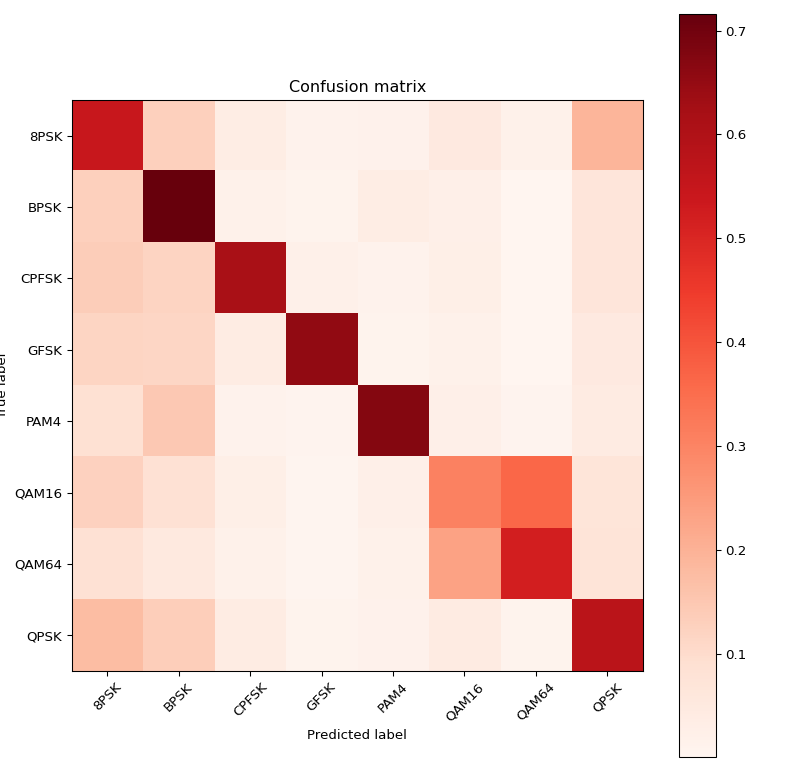 Confusion matrix
8PSK
BPSK
CPFSK
GFSK
PAM4
QAM16
QAM64
QPSK
8PSK
BPSK
CPFSK
GFSK
PAM4
QAM16
QAM64
QPSK
Predicted label
True label
0.7
0.6
0.5
0.4
0.3
0.2
0.1